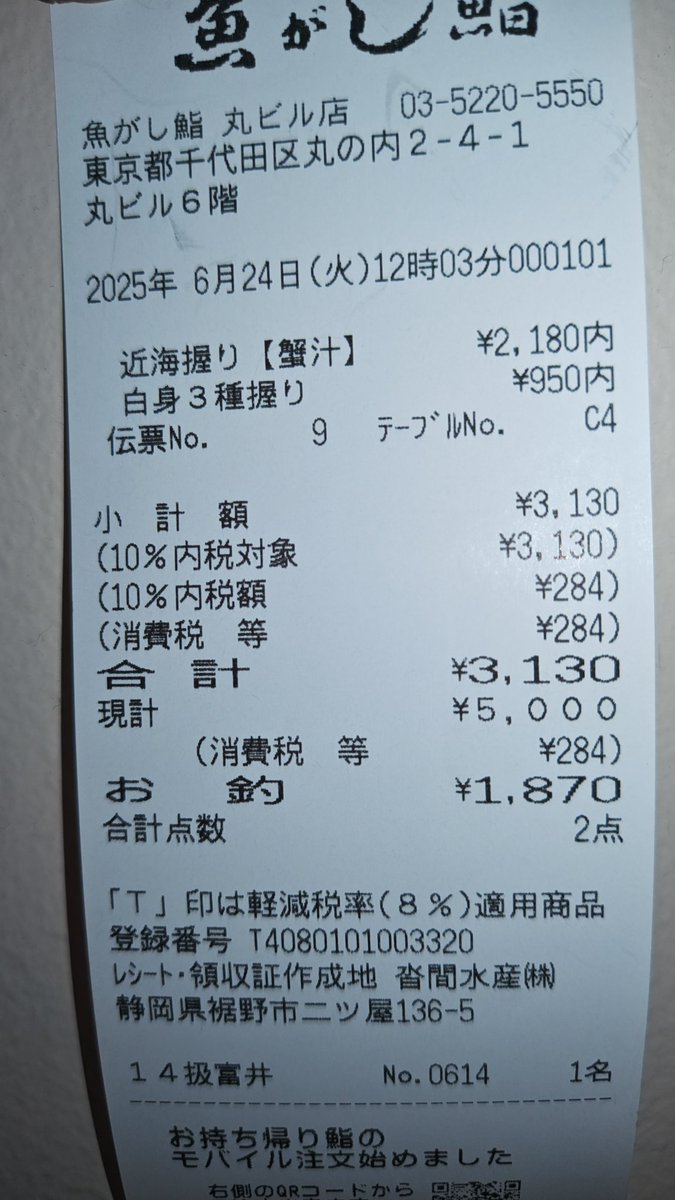 魚がし鮨
魚がし鮨 丸ビル店 03-5220-5550
東京都千代田区丸の内2-4-1
丸ビル6階
2025年 6月24日(火)12時03分000101
近海握り【蟹汁】 ¥2,180内
白身3種握り ¥950内
伝票No. 9 テーブルNo. C4
小 計 額 ¥3,130
(10%内税対象 ¥3,130)
(10%内税額 ¥284)
(消費税 等 ¥284)
合 計 ¥3,130
現計 ¥5,000
(消費税 等 ¥284)
お 釣 ¥1,870
合計点数 2点
「T」印は軽減税率(8%)適用商品
登録番号 T4080101003320
レシート・領収証作成地 沓間水産㈱
静岡県裾野市二ツ屋136-5
14扱富井 No.0614 1名
お持ち帰り鮨の
モバイル注文始めました
右側のQRコードから